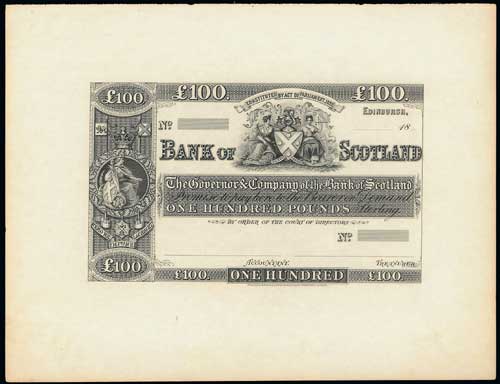 £100.
£100.
£100
CONSTITUTED BY ACT OF PARLIAMENT 1695
EDINBURGH,
No
18
BANK OF SCOTLAND
The Governor & Company of the Bank of Scotland
Promise to pay here to the Bearer on Demand
ONE HUNDRED POUNDS Sterling.
BY ORDER OF THE COURT OF DIRECTORS
No
ACCOUNTANT.
TREASURER.
£100
£100.
ONE HUNDRED
£100.